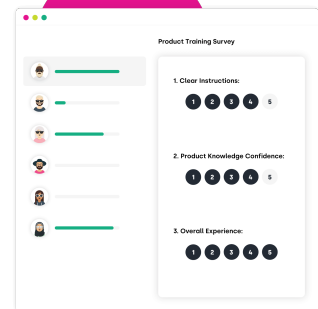 Product Training Survey
1. Clear Instructions:
1 2 3 4 5
2. Product Knowledge Confidence:
1 2 3 4 5
3. Overall Experience:
1 2 3 4 5